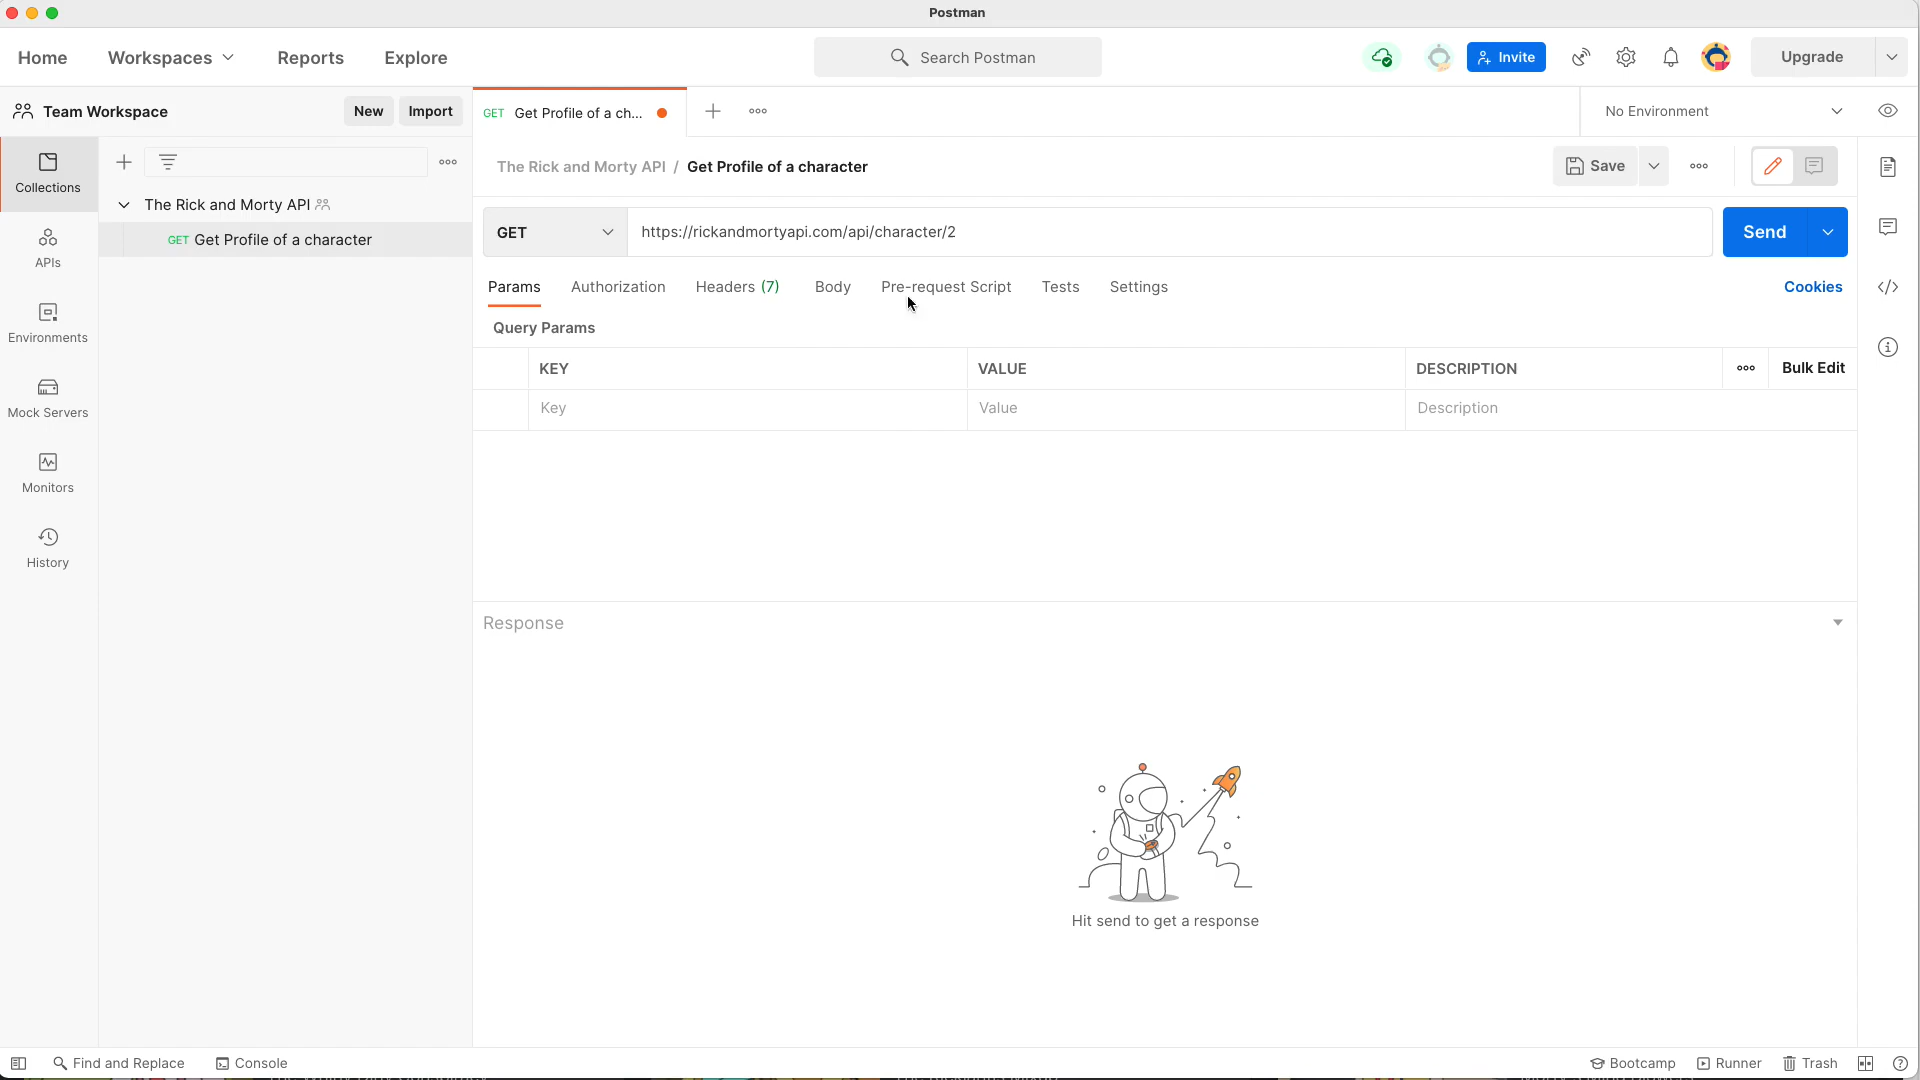 Postman
Home Workspaces Reports Explore Search Postman Invite Upgrade
Team Workspace New Import GET Get Profile of a ch... No Environment
Collections
The Rick and Morty API / Get Profile of a character Save
The Rick and Morty API
GET Get Profile of a character
GET https://rickandmortyapi.com/api/character/2 Send
APIs
Params Authorization Headers (7) Body Pre-request Script Tests Settings Cookies
Environments
Query Params
KEY VALUE DESCRIPTION Bulk Edit
Key Value Description
Mock Servers
Monitors
History
Response
Hit send to get a response
Find and Replace Console Bootcamp Runner Trash